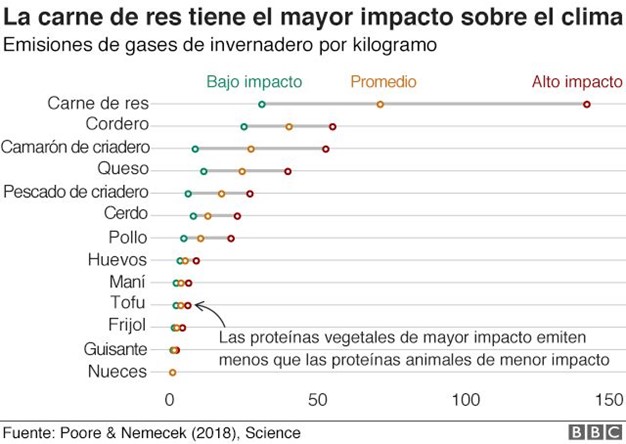 La carne de res tiene el mayor impacto sobre el clima
Emisiones de gases de invernadero por kilogramo
Bajo impacto Promedio Alto impacto
Carne de res
Cordero
Camarón de criadero
Queso
Pescado de criadero
Cerdo
Pollo
Huevos
Maní
Tofu
Frijol
Las proteínas vegetales de mayor impacto emiten
menos que las proteínas animales de menor impacto
Guisante
Nueces
0 50 100 150
Fuente: Poore & Nemecek (2018), Science
BBC